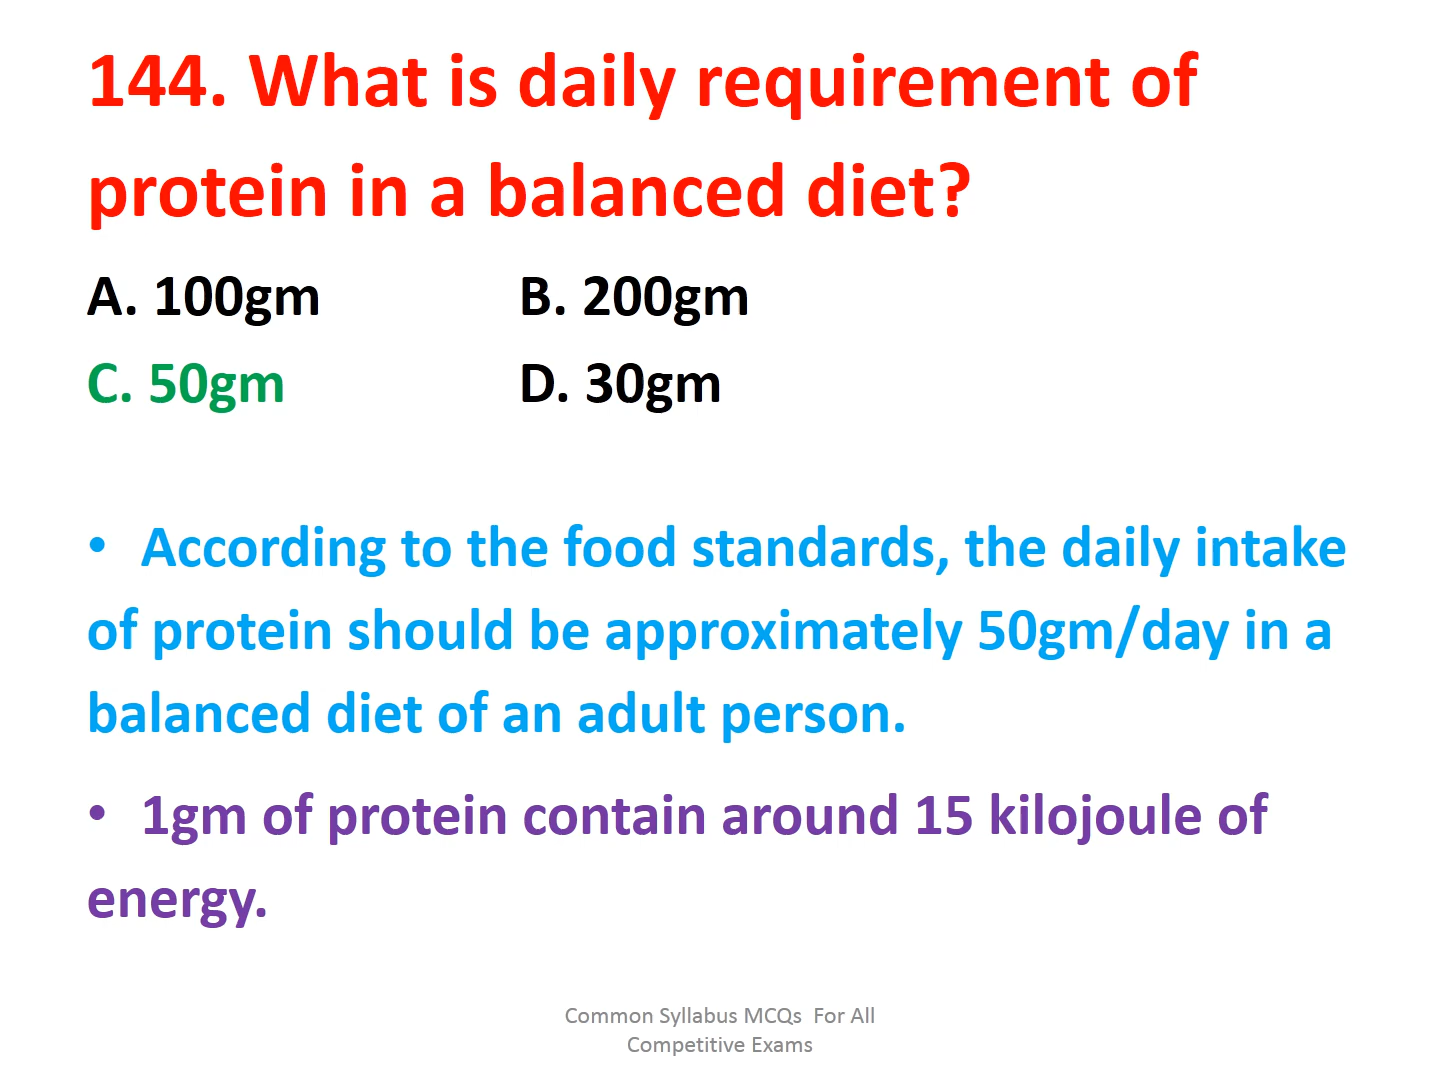 144. What is daily requirement of
protein in a balanced diet?
A. 100gm B. 200gm
C. 50gm D. 30gm
• According to the food standards, the daily intake
of protein should be approximately 50gm/day in a
balanced diet of an adult person.
• 1gm of protein contain around 15 kilojoule of
energy.
Common Syllabus MCQs For All
Competitive Exams